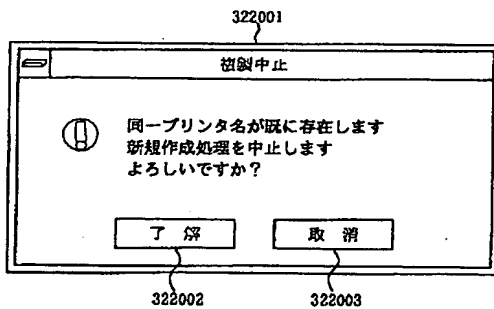 322001
複製中止
同一プリンタ名が既に存在します
新規作成処理を中止します
よろしいですか？
了解
取消
322002
322003